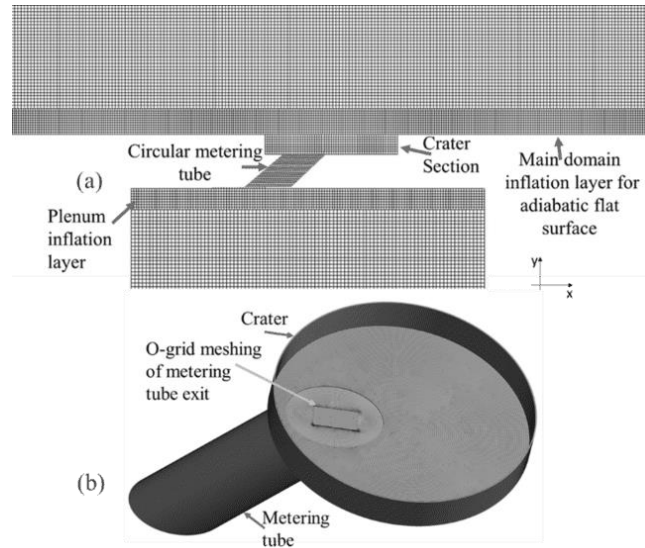 Circular metering
tube
Crater
Section
Main domain
inflation layer for
adiabatic flat
surface
(a)
Plenum
inflation
layer
y
x
Crater
O-grid meshing
of metering
tube exit
(b)
Metering
tube